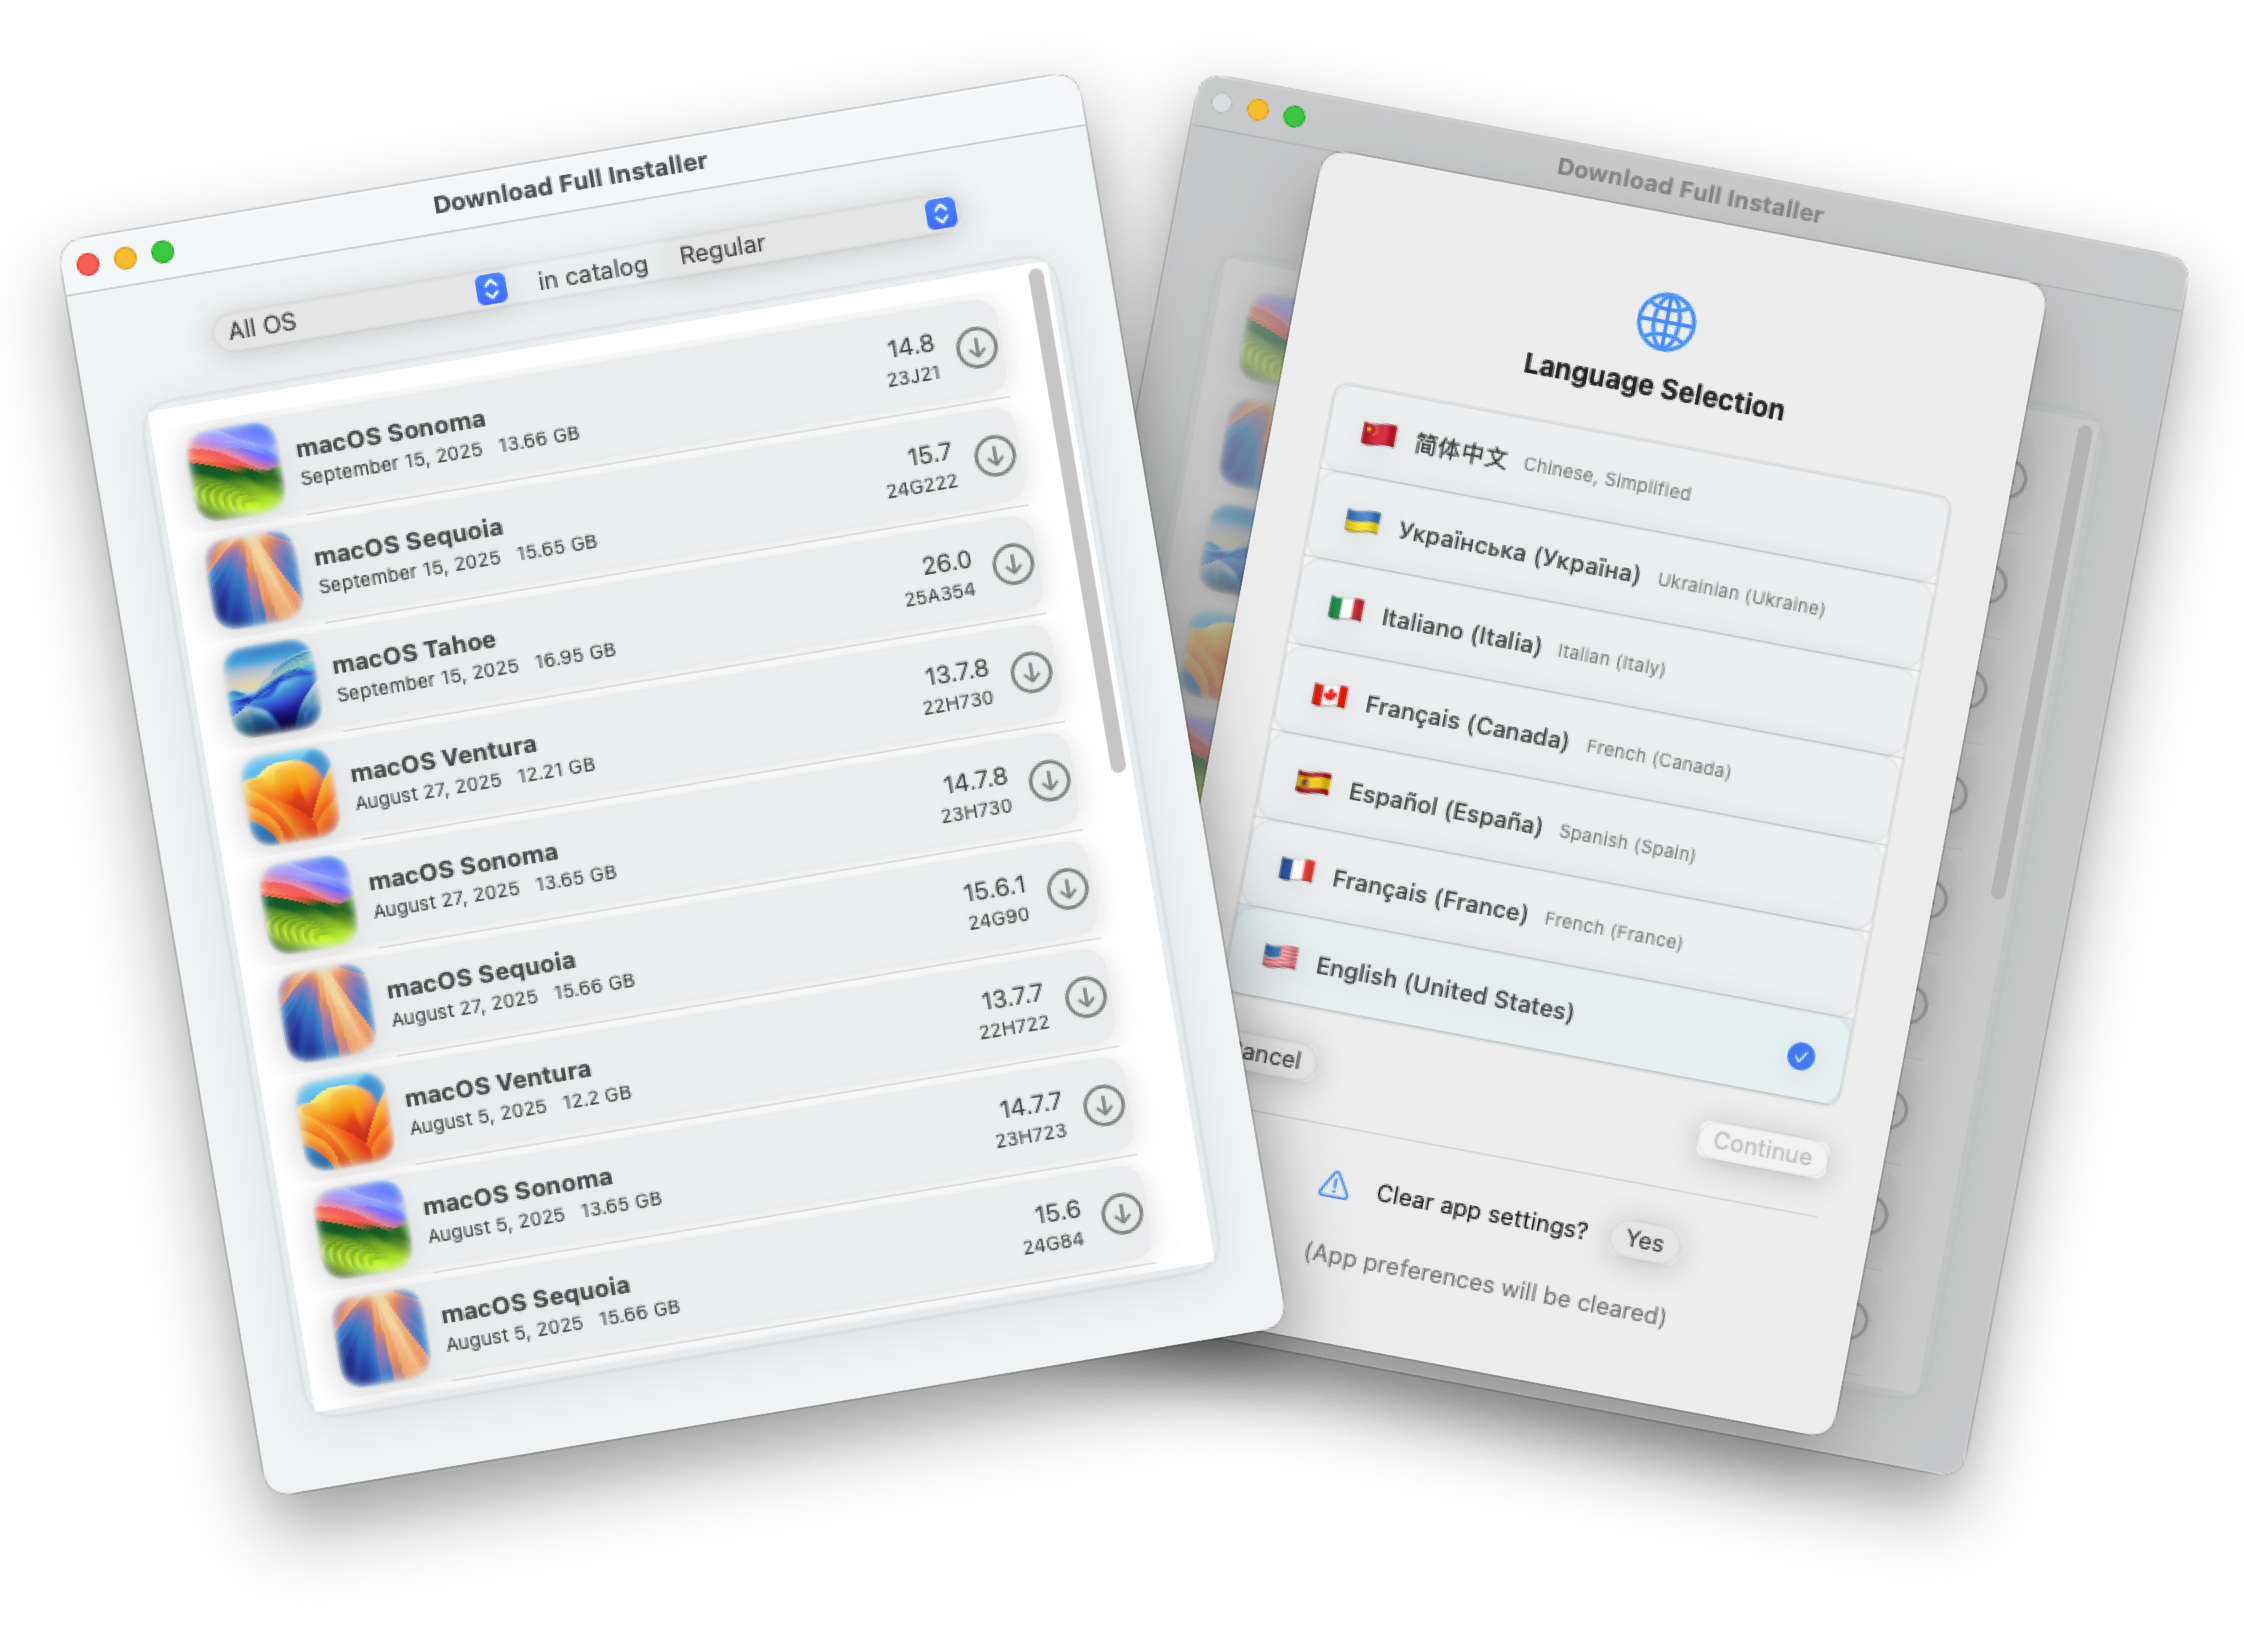 Download Full Installer
All OS in catalog Regular
macOS Sonoma 14.8
September 15, 2025 13.66 GB 23J21
macOS Sequoia 15.7
September 15, 2025 15.65 GB 24G222
macOS Tahoe 26.0
September 15, 2025 16.95 GB 25A354
macOS Ventura 13.7.8
August 27, 2025 12.21 GB 22H730
macOS Sonoma 14.7.8
August 27, 2025 13.65 GB 23H730
macOS Sequoia 15.6.1
August 27, 2025 15.66 GB 24G90
macOS Ventura 13.7.7
August 5, 2025 12.2 GB 22H722
macOS Sonoma 14.7.7
August 5, 2025 13.65 GB 23H723
macOS Sequoia 15.6
August 5, 2025 15.66 GB 24G84
Download Full Installer
Language Selection
简体中文 Chinese, Simplified
Українська (Україна) Ukrainian (Ukraine)
Italiano (Italia) Italian (Italy)
Français (Canada) French (Canada)
Español (España) Spanish (Spain)
Français (France) French (France)
English (United States)
ancel
Continue
Clear app settings? Yes
(App preferences will be cleared)